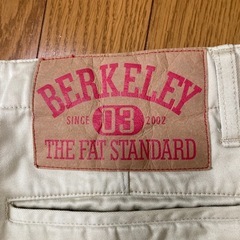 BERKELEY
SINCE 03 2002
THE FAT STANDARD